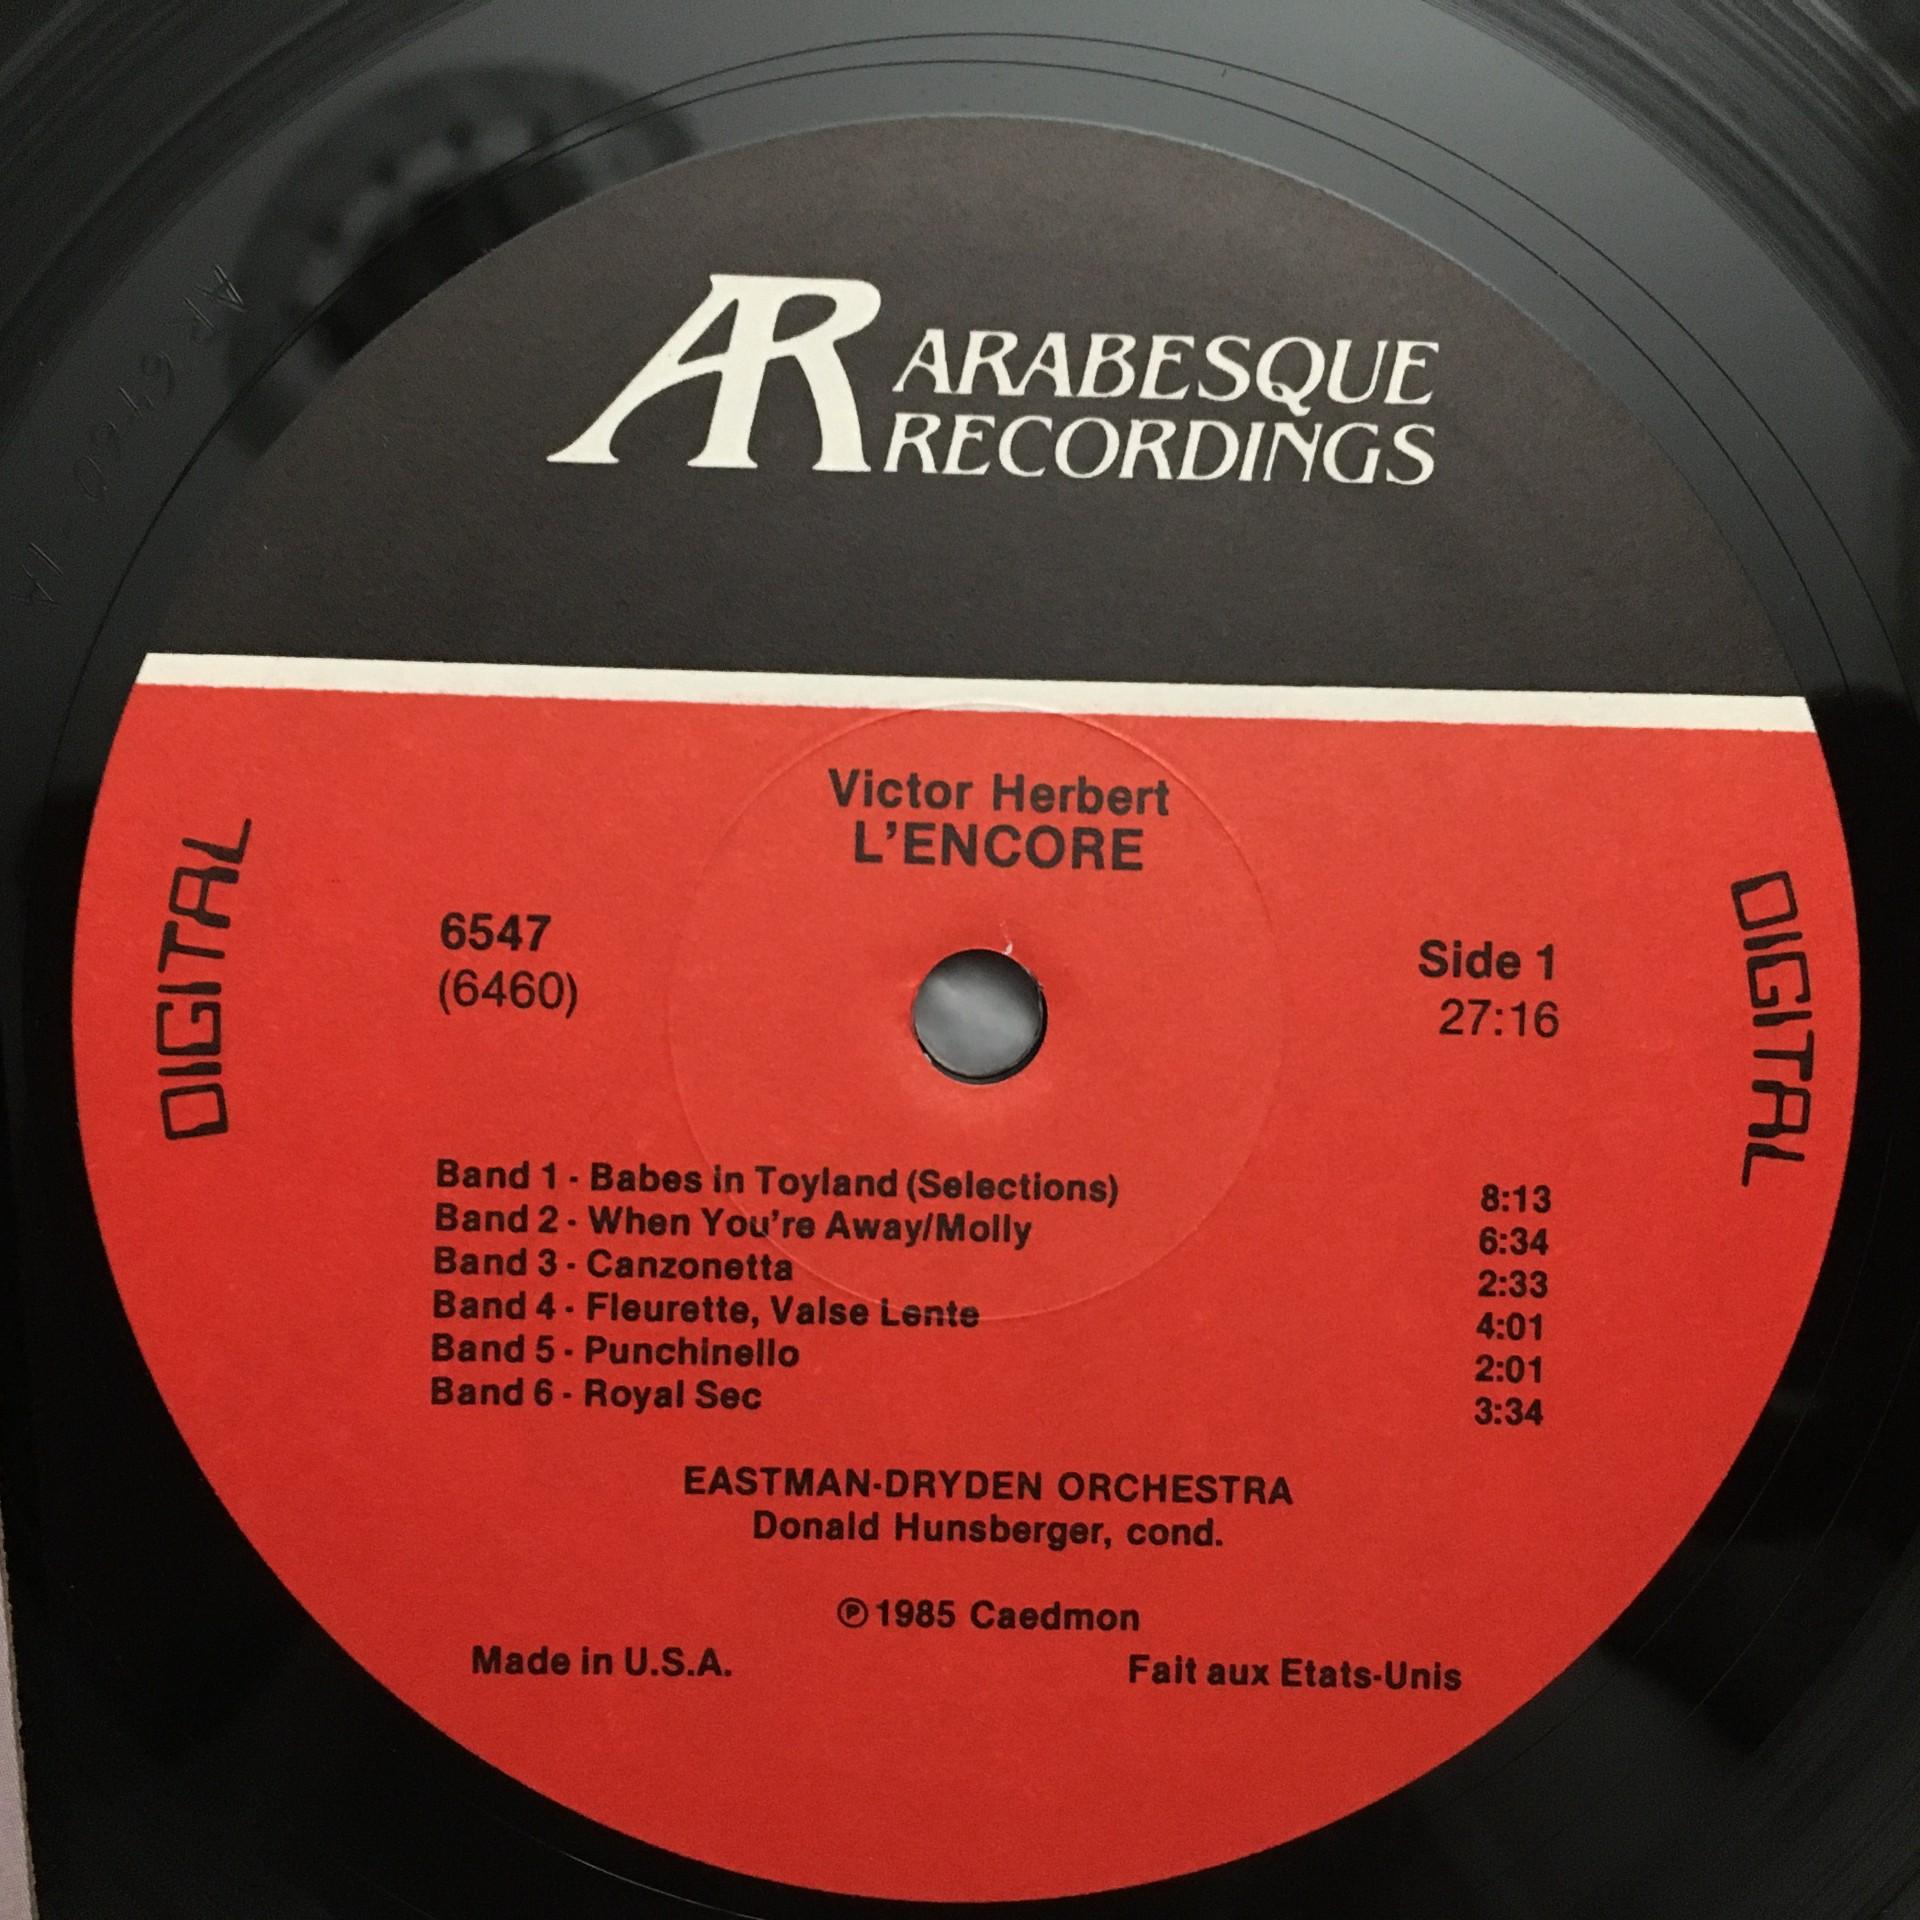 AR ARABESQUE
RECORDINGS
Victor Herbert
L'ENCORE
DIGITAL
6547
(6460)
Side 1
27:16
DIGITAL
Band 1 - Babes in Toyland (Selections) 8:13
Band 2 - When You're Away/Molly 6:34
Band 3 - Canzonetta 2:33
Band 4 - Fleurette, Valse Lente 4:01
Band 5 - Punchinello 2:01
Band 6 - Royal Sec 3:34
EASTMAN-DRYDEN ORCHESTRA
Donald Hunsberger, cond.
℗1985 Caedmon
Made in U.S.A.
Fait aux Etats-Unis